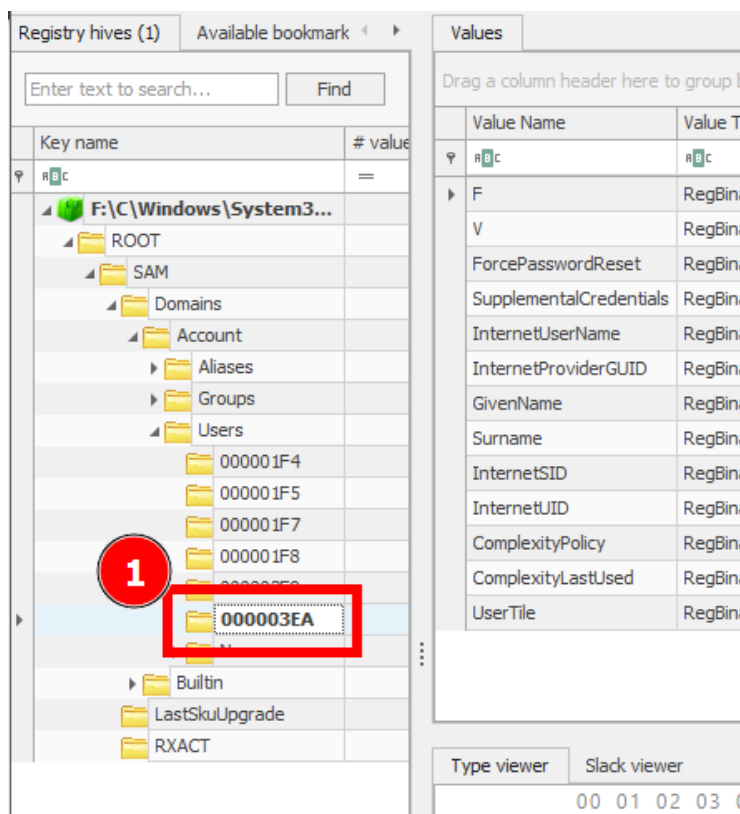 Registry hives (1)
Available bookmark
Enter text to search...
Find
Key name
# value
ABC
=
F:\C\Windows\System3...
ROOT
SAM
Domains
Account
Aliases
Groups
Users
000001F4
000001F5
000001F7
000001F8
000003EA
Builtin
LastSkuUpgrade
RXACT
1
Values
Drag a column header here to group
Value Name
Value T
ABC
ABC
F
RegBina
V
RegBina
ForcePasswordReset
RegBina
SupplementalCredentials
RegBina
InternetUserName
RegBina
InternetProviderGUID
RegBina
GivenName
RegBina
Surname
RegBina
InternetSID
RegBina
InternetUID
RegBina
ComplexityPolicy
RegBina
ComplexityLastUsed
RegBina
UserTile
RegBina
Type viewer
Slack viewer
00 01 02 03